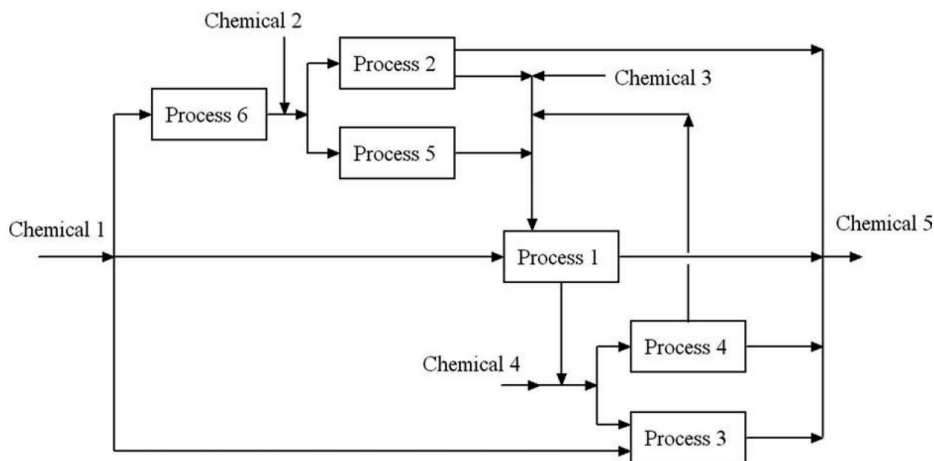 Chemical 2
Process 2
Chemical 3
Process 6
Process 5
Chemical 1
Chemical 5
Process 1
Process 4
Chemical 4
Process 3